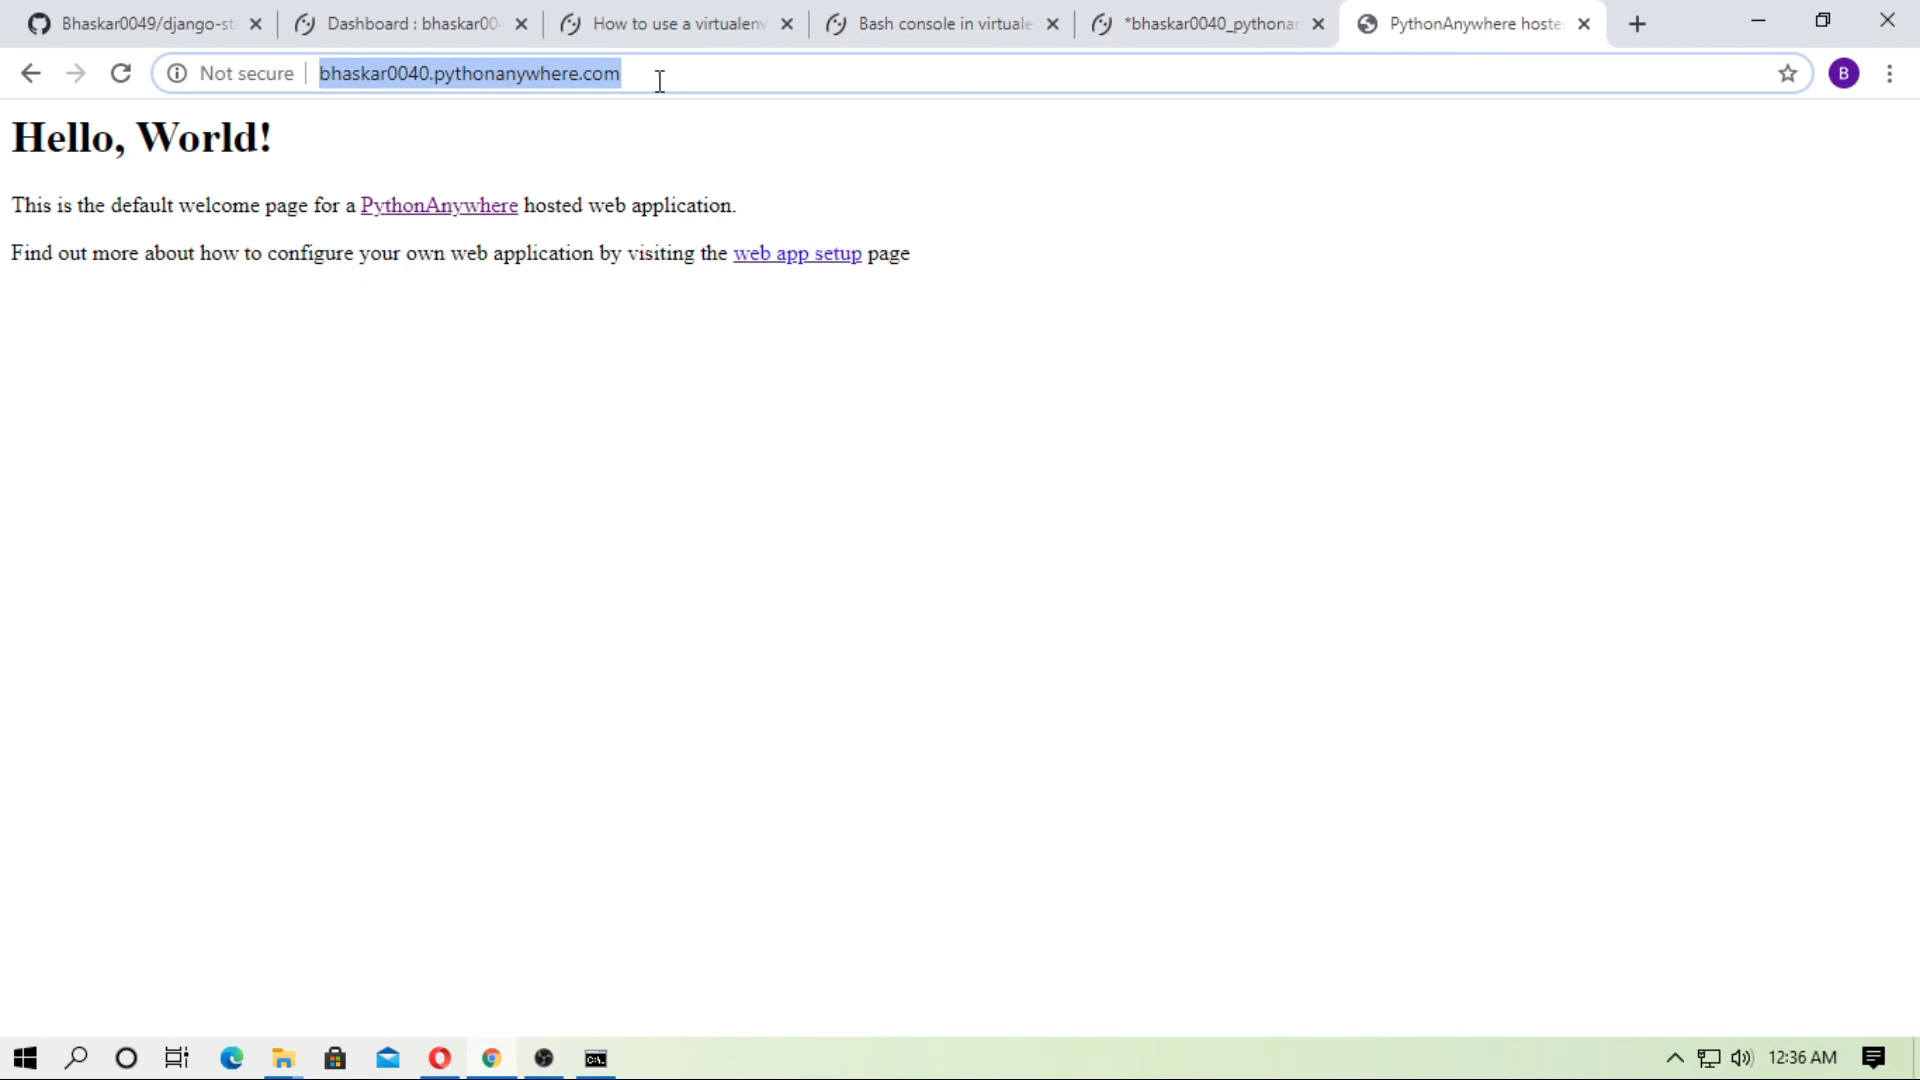 Bhaskar0049/django-st
Dashboard : bhaskar004
How to use a virtualenv
Bash console in virtuale
*bhaskar0040_pythonan
PythonAnywhere hoste
Not secure
bhaskar0040.pythonanywhere.com
B
Hello, World!
This is the default welcome page for a PythonAnywhere hosted web application.
Find out more about how to configure your own web application by visiting the web app setup page
12:36 AM